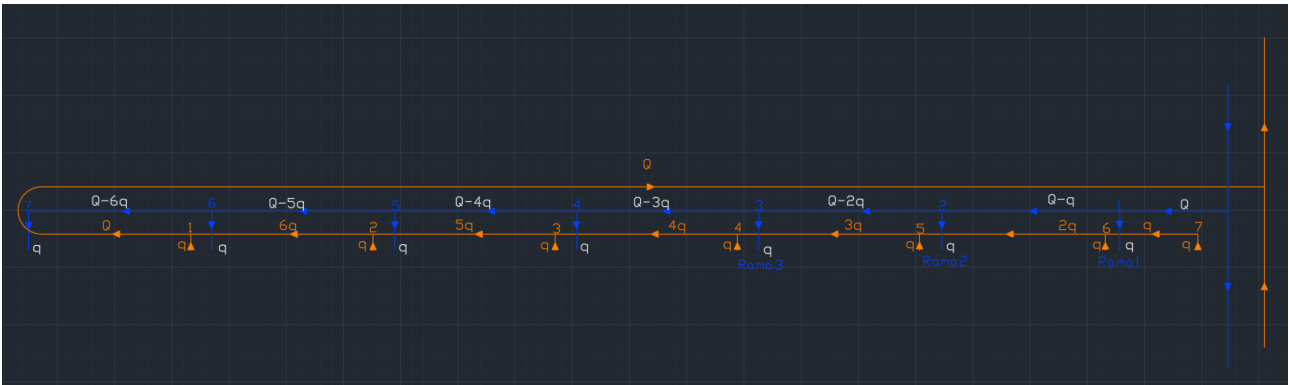 Q
7 Q-6q 6 Q-5q 5 Q-4q 4 Q-3q 3 Q-2q 2 Q-q 1 Q
Q 1 6q 2 5q 3 4q 4 3q 5 2q 6 q 7
q q q q q q q q q q q q q q
Rama3 Rama2 Rama1